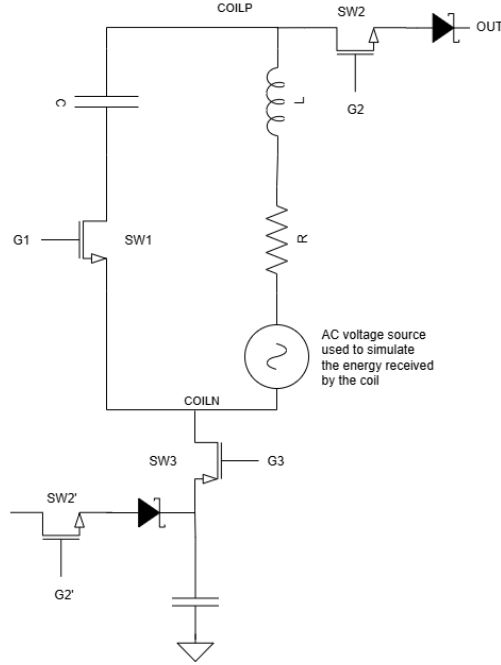 COILP
SW2
OUT
G2
C
L
G1
SW1
R
AC voltage source
used to simulate
the energy received
by the coil
COILN
SW3
G3
SW2'
G2'